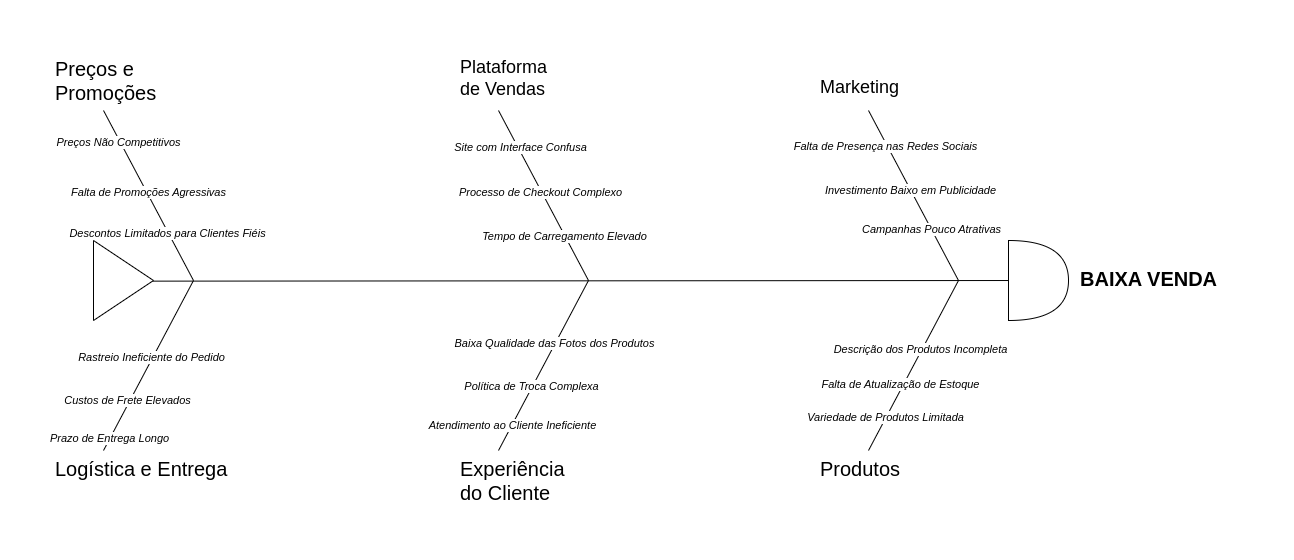 Preços e
Promoções
Preços Não Competitivos
Falta de Promoções Agressivas
Descontos Limitados para Clientes Fiéis
Plataforma
de Vendas
Site com Interface Confusa
Processo de Checkout Complexo
Tempo de Carregamento Elevado
Marketing
Falta de Presença nas Redes Sociais
Investimento Baixo em Publicidade
Campanhas Pouco Atrativas
BAIXA VENDA
Rastreio Ineficiente do Pedido
Custos de Frete Elevados
Prazo de Entrega Longo
Logística e Entrega
Baixa Qualidade das Fotos dos Produtos
Política de Troca Complexa
Atendimento ao Cliente Ineficiente
Experiência
do Cliente
Descrição dos Produtos Incompleta
Falta de Atualização de Estoque
Variedade de Produtos Limitada
Produtos